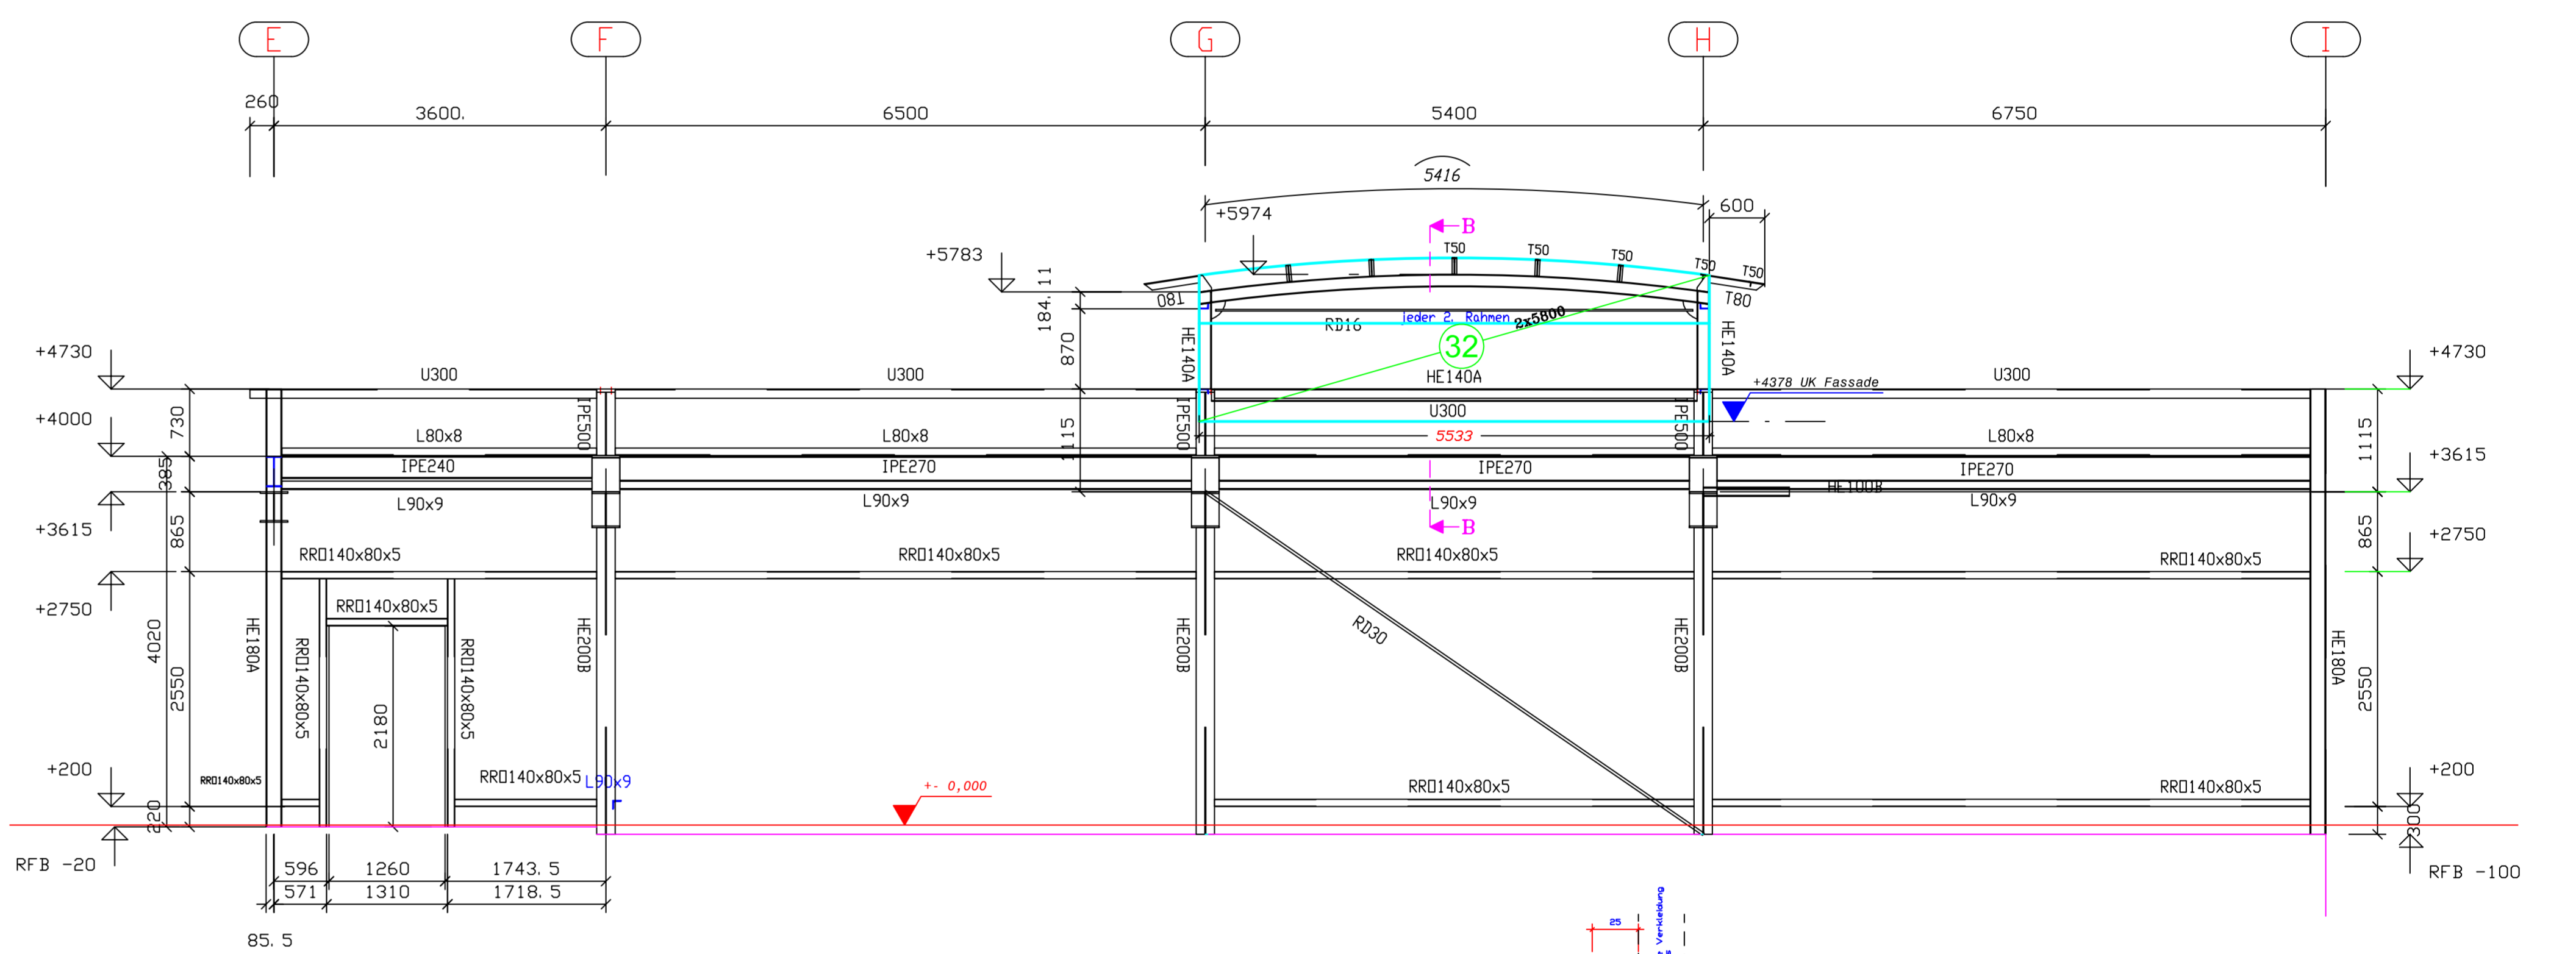 E F G H I
260
3600. 6500 5400 6750
5416
600
+5974
B
+5783
T50 T50 T50 T50 T50
184.11
T80 T80
jeder 2. Rahmen 2x5800
RD16
HE140A HE140A
32
870
+4730 +4730
U300 U300 HE140A U300
+4378 UK Fassade
730
+4000
IPE500 IPE500 IPE500
U300
5533
1115 1115
L80x8 L80x8 L80x8
385
IPE240 IPE270 IPE270 IPE270
+3615
HE100B
L90x9 L90x9 L90x9 L90x9
+3615
865 865
B
+2750
RR▯140x80x5 RR▯140x80x5 RR▯140x80x5 RR▯140x80x5
+2750
RR▯140x80x5
4020
HE180A
RR▯140x80x5
RR▯140x80x5
HE200B HE200B HE200B
RD30
HE180A
2550 2550
2180
+200 +200
RR▯140x80x5 RR▯140x80x5 L90x9
+- 0,000
RR▯140x80x5 RR▯140x80x5
220 300
RFB -20 RFB -100
596 1260 1743.5
571 1310 1718.5
85.5
25
Verkleidung